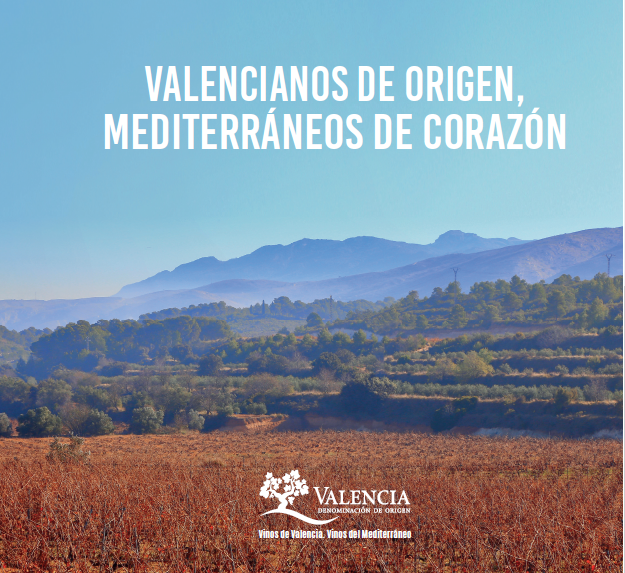 VALENCIANOS DE ORIGEN,
MEDITERRÁNEOS DE CORAZÓN
VALENCIA
DENOMINACIÓN DE ORIGEN
Vinos de Valencia. Vinos del Mediterráneo